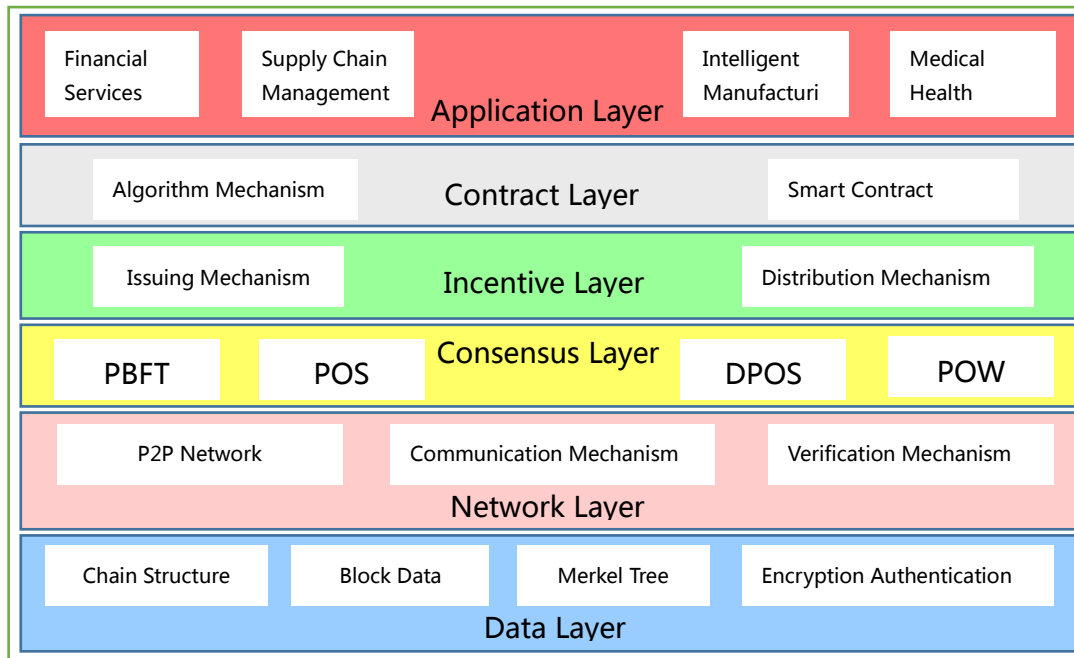 Financial
Services
Supply Chain
Management
Intelligent
Manufacturi
Medical
Health
Application Layer
Algorithm Mechanism
Contract Layer
Smart Contract
Issuing Mechanism
Incentive Layer
Distribution Mechanism
Consensus Layer
PBFT
POS
DPOS
POW
P2P Network
Communication Mechanism
Verification Mechanism
Network Layer
Chain Structure
Block Data
Merkel Tree
Encryption Authentication
Data Layer